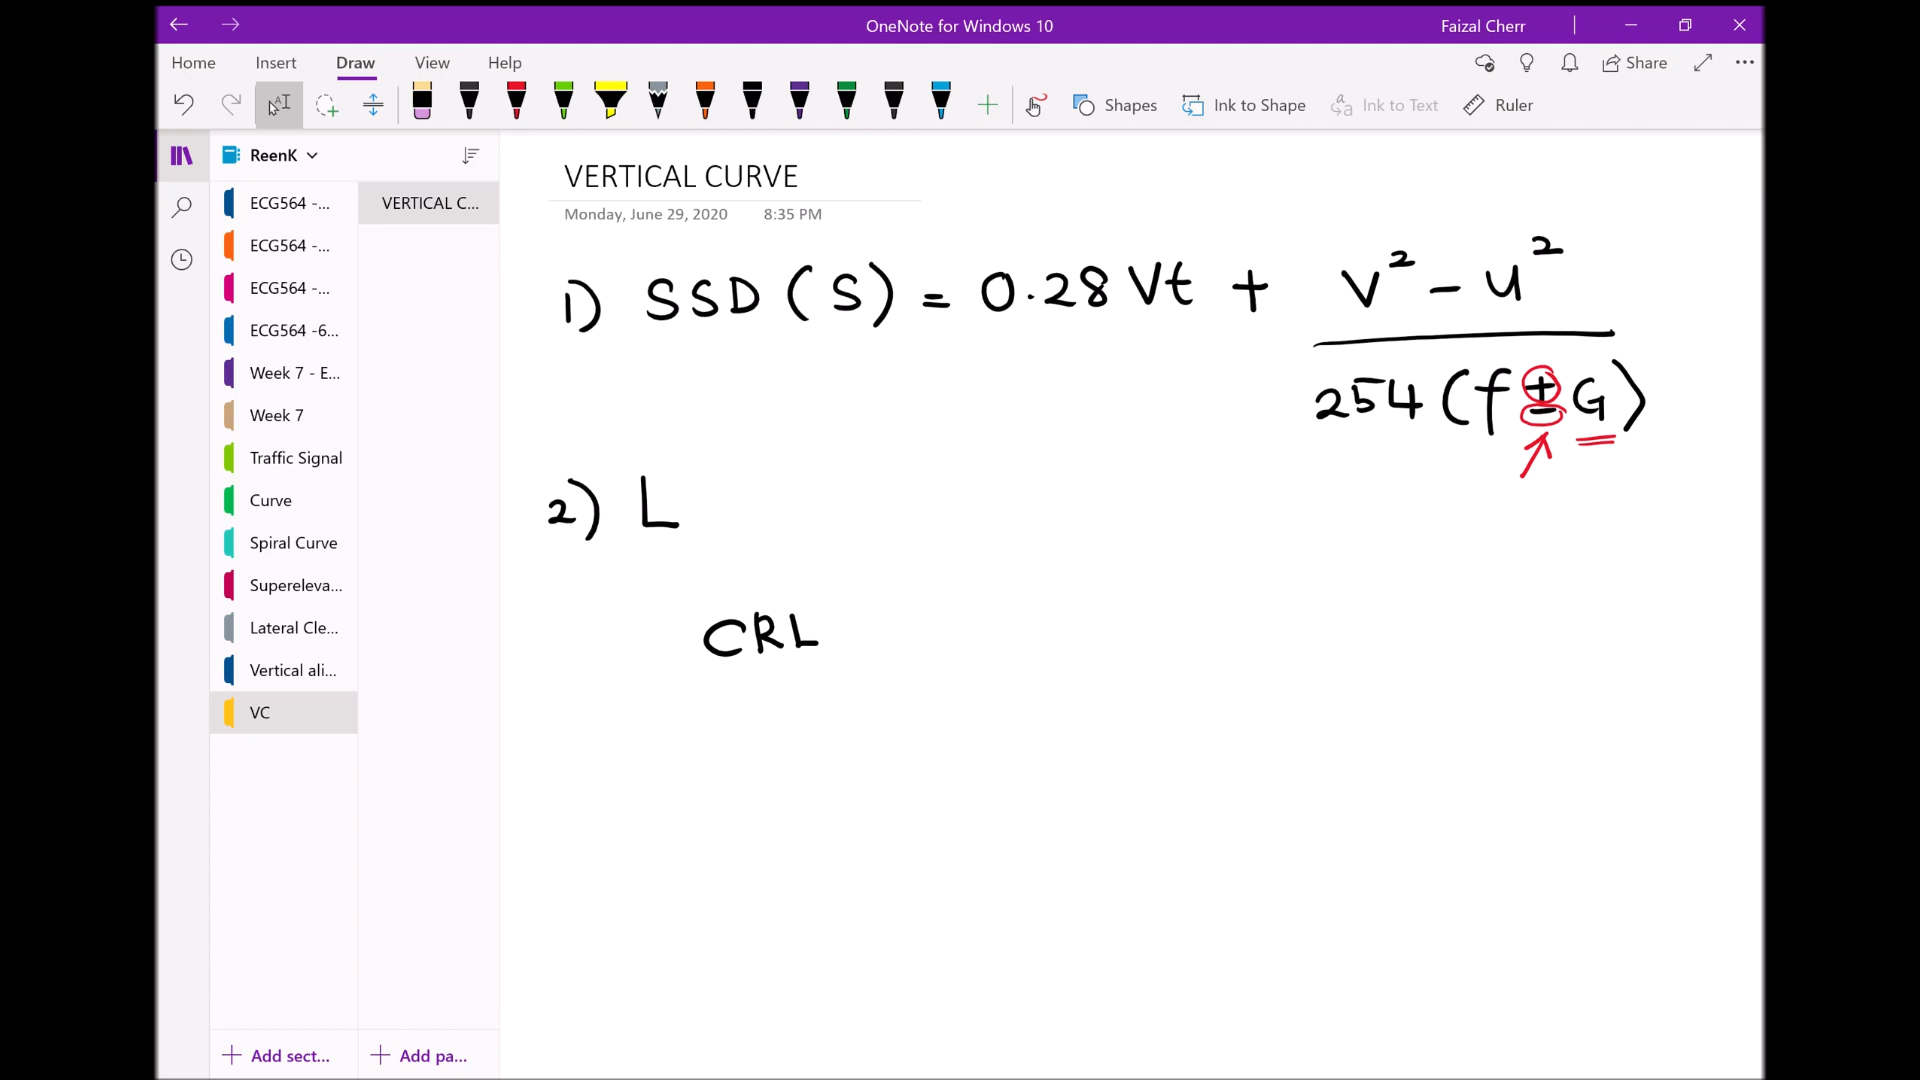 OneNote for Windows 10
Faizal Cherr
Home
Insert
Draw
View
Help
Share
Shapes
Ink to Shape
Ink to Text
Ruler
ReenK
ECG564 -...
ECG564 -...
ECG564 -...
ECG564 -6...
Week 7 - E...
Week 7
Traffic Signal
Curve
Spiral Curve
Supereleva...
Lateral Cle...
Vertical ali...
VC
Add sect...
VERTICAL C...
Add pa...
VERTICAL CURVE
Monday, June 29, 2020 8:35 PM
1) SSD (S) = 0.28 Vt + V² - U²
254 (f ± G)
2) L
CRL